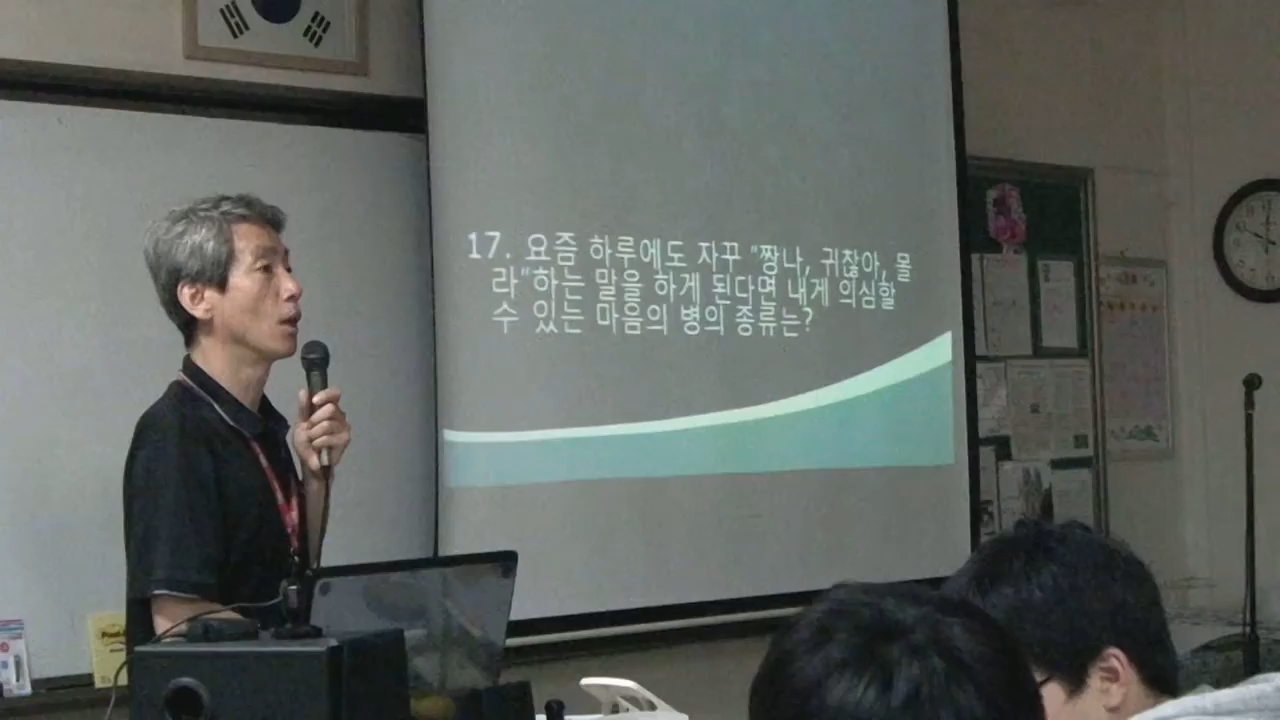 17. 요즘 하루에도 자꾸 "짱나, 귀찮아, 몰
라"하는 말을 하게 된다면 내게 의심할
수 있는 마음의 병의 종류는?